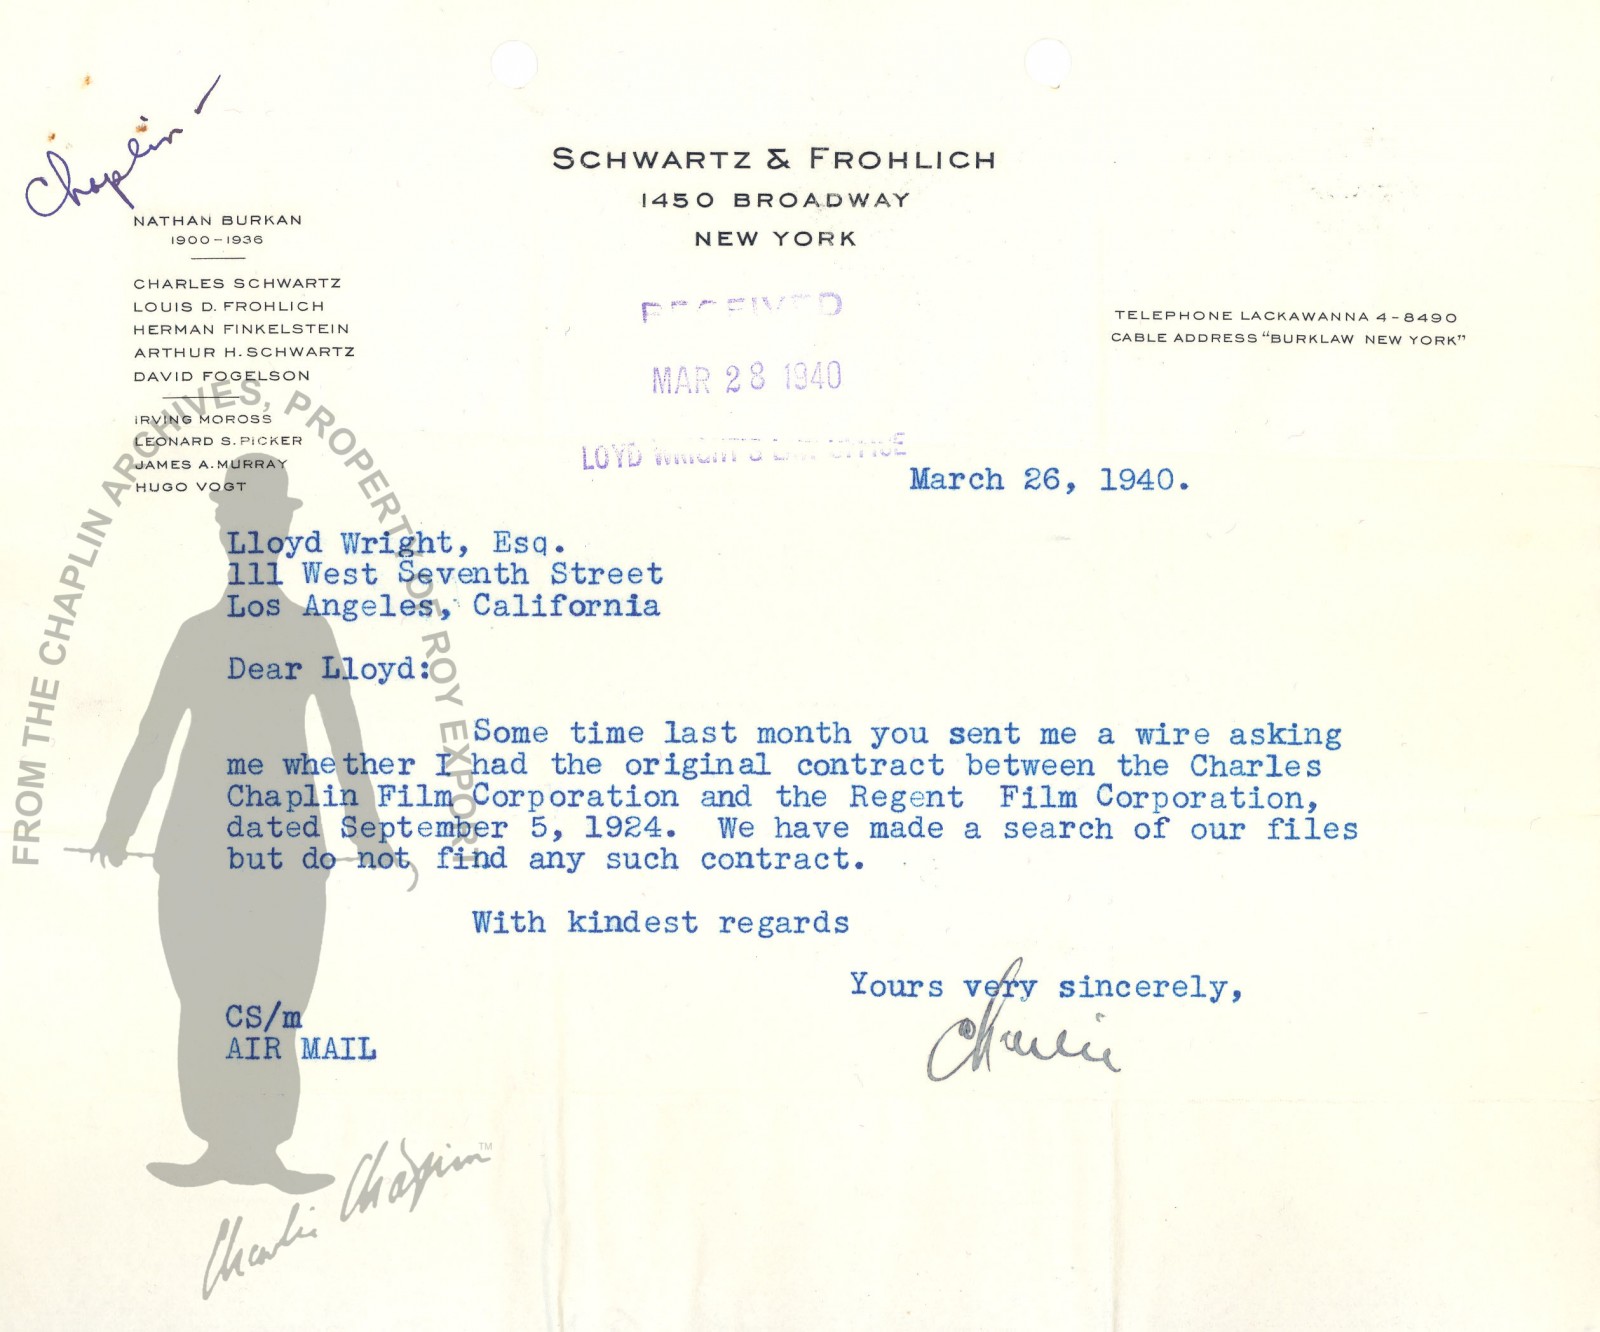 Chaplin
SCHWARTZ & FROHLICH
1450 BROADWAY
NEW YORK
NATHAN BURKAN
1900-1936
CHARLES SCHWARTZ
LOUIS D. FROHLICH
HERMAN FINKELSTEIN
ARTHUR H. SCHWARTZ
DAVID FOGELSON
IRVING MOROSS
LEONARD S. PICKER
JAMES A. MURRAY
HUGO VOGT
TELEPHONE LACKAWANNA 4-8490
CABLE ADDRESS "BURKLAW NEW YORK"
RECEIVED
MAR 28 1940
LOYD WRIGHT'S LAW OFFICE
March 26, 1940.
Lloyd Wright, Esq.
111 West Seventh Street
Los Angeles, California
Dear Lloyd:
Some time last month you sent me a wire asking
me whether I had the original contract between the Charles
Chaplin Film Corporation and the Regent Film Corporation,
dated September 5, 1924. We have made a search of our files
but do not find any such contract.
With kindest regards
Yours very sincerely,
Charlie
CS/m
AIR MAIL
FROM THE CHAPLIN ARCHIVES, PROPERTY OF ROY EXPORT
Charlie Chaplin™